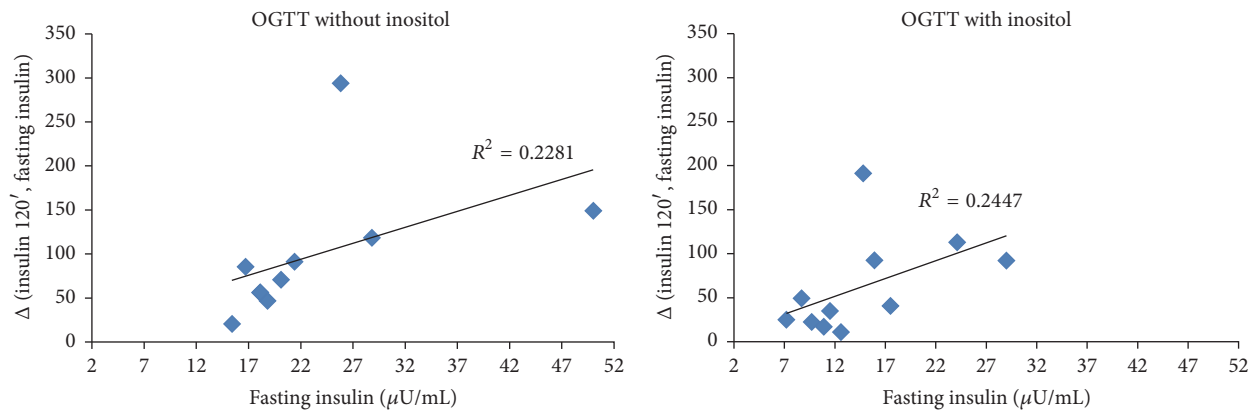 OGTT without inositol
Δ (insulin 120′, fasting insulin)
350
300
250
200
150
100
50
0
R² = 0.2281
2 7 12 17 22 27 32 37 42 47 52
Fasting insulin (μU/mL)
OGTT with inositol
Δ (insulin 120′, fasting insulin)
350
300
250
200
150
100
50
0
R² = 0.2447
2 7 12 17 22 27 32 37 42 47 52
Fasting insulin (μU/mL)